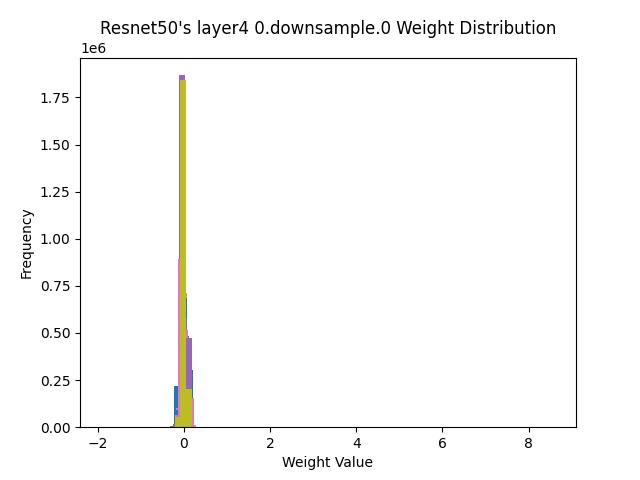 Resnet50's layer4 0.downsample.0 Weight Distribution
1e6
1.75
1.50
1.25
1.00
0.75
0.50
0.25
0.00
Frequency
−2 0 2 4 6 8
Weight Value